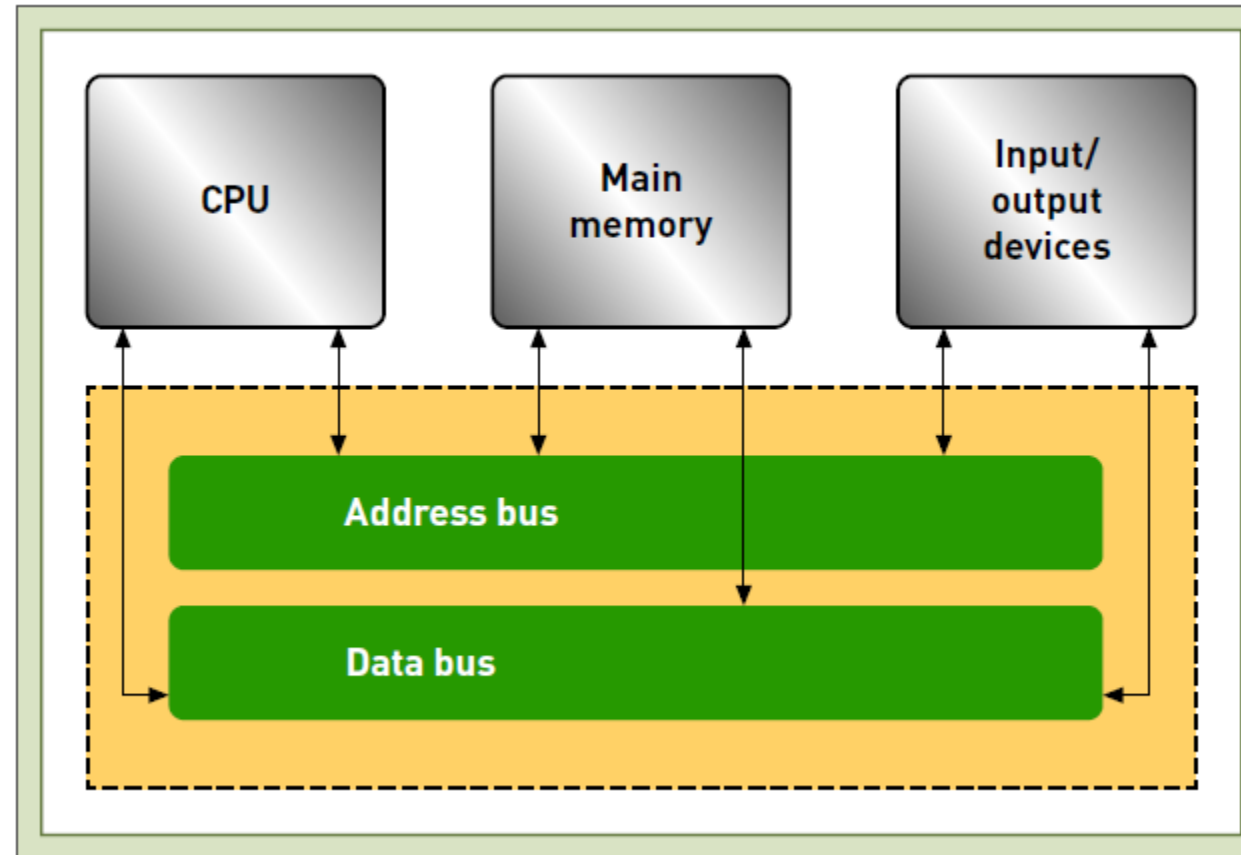 CPU
Main
memory
Input/
output
devices
Address bus
Data bus